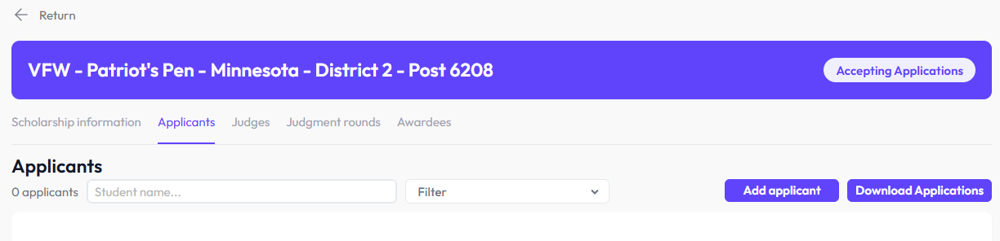 Return
VFW - Patriot's Pen - Minnesota - District 2 - Post 6208
Accepting Applications
Scholarship information Applicants Judges Judgment rounds Awardees
Applicants
0 applicants Student name... Filter Add applicant Download Applications